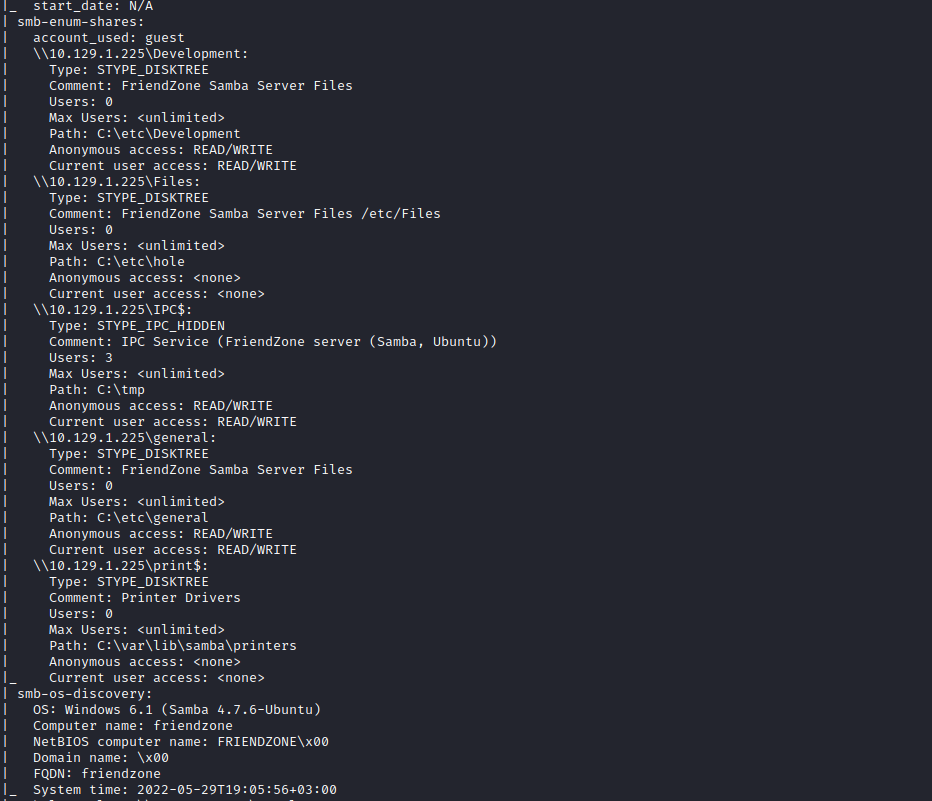 |_  start_date: N/A
| smb-enum-shares:
|   account_used: guest
|   \\10.129.1.225\Development:
|     Type: STYPE_DISKTREE
|     Comment: FriendZone Samba Server Files
|     Users: 0
|     Max Users: <unlimited>
|     Path: C:\etc\Development
|     Anonymous access: READ/WRITE
|     Current user access: READ/WRITE
|   \\10.129.1.225\Files:
|     Type: STYPE_DISKTREE
|     Comment: FriendZone Samba Server Files /etc/Files
|     Users: 0
|     Max Users: <unlimited>
|     Path: C:\etc\hole
|     Anonymous access: <none>
|     Current user access: <none>
|   \\10.129.1.225\IPC$:
|     Type: STYPE_IPC_HIDDEN
|     Comment: IPC Service (FriendZone server (Samba, Ubuntu))
|     Users: 3
|     Max Users: <unlimited>
|     Path: C:\tmp
|     Anonymous access: READ/WRITE
|     Current user access: READ/WRITE
|   \\10.129.1.225\general:
|     Type: STYPE_DISKTREE
|     Comment: FriendZone Samba Server Files
|     Users: 0
|     Max Users: <unlimited>
|     Path: C:\etc\general
|     Anonymous access: READ/WRITE
|     Current user access: READ/WRITE
|   \\10.129.1.225\print$:
|     Type: STYPE_DISKTREE
|     Comment: Printer Drivers
|     Users: 0
|     Max Users: <unlimited>
|     Path: C:\var\lib\samba\printers
|     Anonymous access: <none>
|_    Current user access: <none>
| smb-os-discovery:
|   OS: Windows 6.1 (Samba 4.7.6-Ubuntu)
|   Computer name: friendzone
|   NetBIOS computer name: FRIENDZONE\x00
|   Domain name: \x00
|   FQDN: friendzone
|_  System time: 2022-05-29T19:05:56+03:00